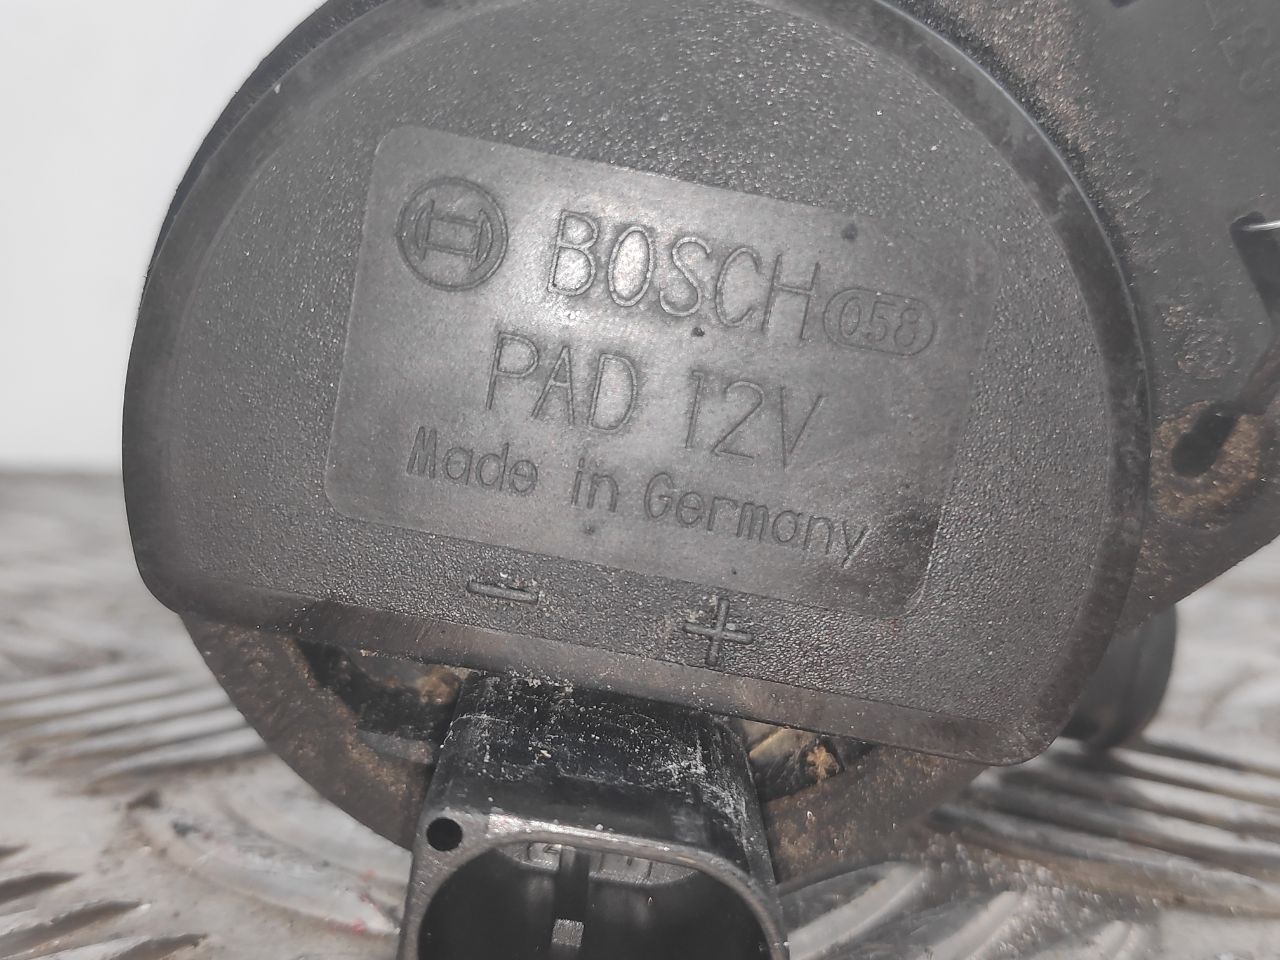 BOSCH 058
PAD 12V
Made in Germany
- +